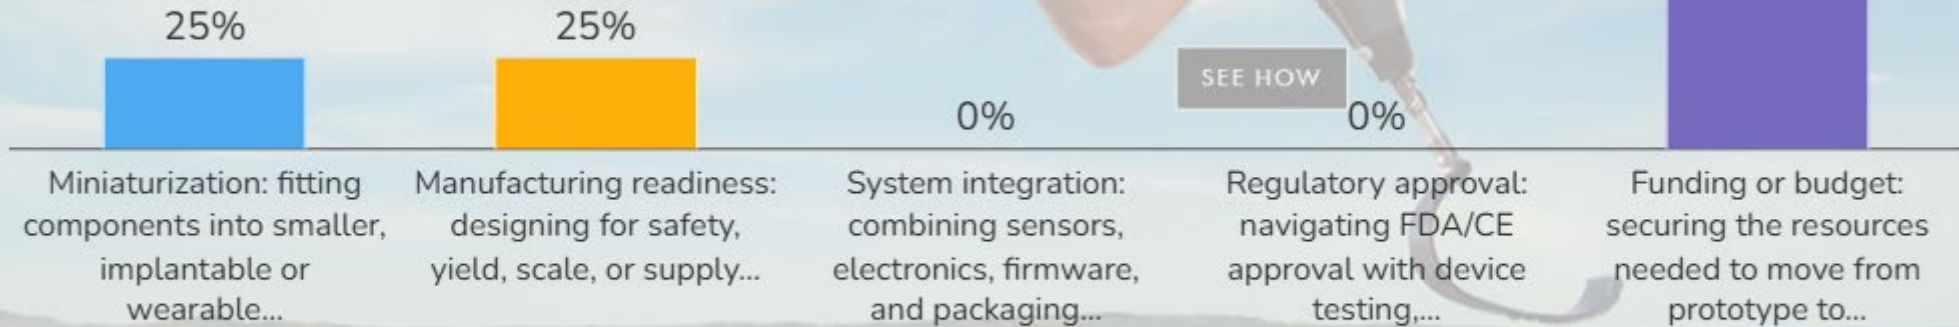 25%
25%
SEE HOW
0%
0%
Miniaturization: fitting
components into smaller,
implantable or
wearable...
Manufacturing readiness:
designing for safety,
yield, scale, or supply...
System integration:
combining sensors,
electronics, firmware,
and packaging...
Regulatory approval:
navigating FDA/CE
approval with device
testing,...
Funding or budget:
securing the resources
needed to move from
prototype to...